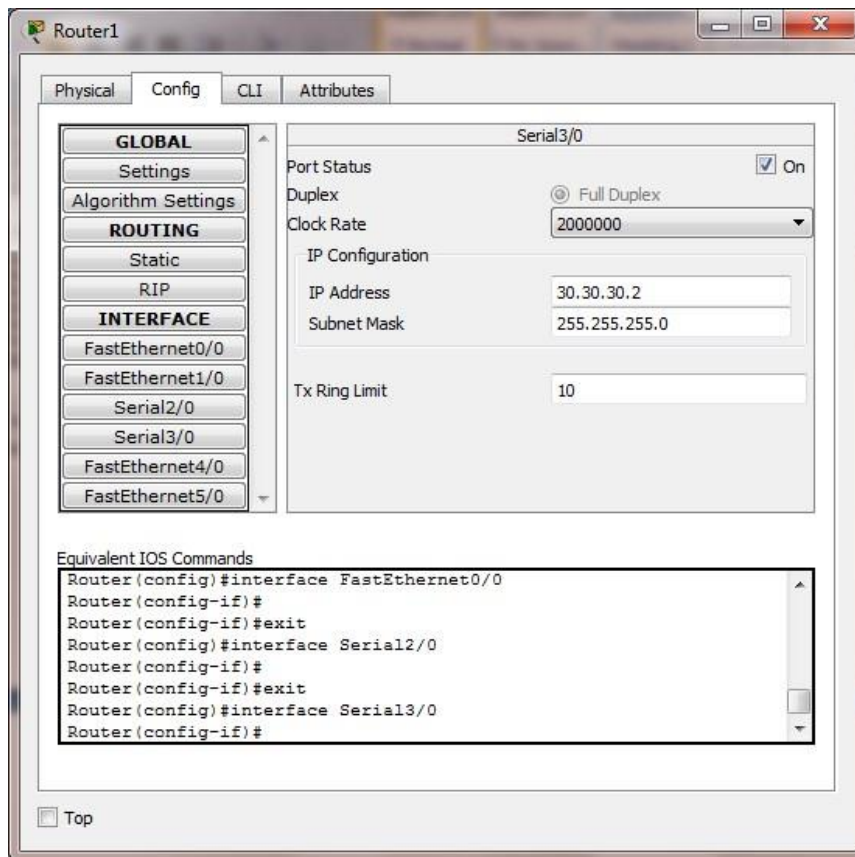 Router1
Physical Config CLI Attributes
GLOBAL
Settings
Algorithm Settings
ROUTING
Static
RIP
INTERFACE
FastEthernet0/0
FastEthernet1/0
Serial2/0
Serial3/0
FastEthernet4/0
FastEthernet5/0
Serial3/0
Port Status On
Duplex Full Duplex
Clock Rate 2000000
IP Configuration
IP Address 30.30.30.2
Subnet Mask 255.255.255.0
Tx Ring Limit 10
Equivalent IOS Commands
Router(config)#interface FastEthernet0/0
Router(config-if)#
Router(config-if)#exit
Router(config)#interface Serial2/0
Router(config-if)#
Router(config-if)#exit
Router(config)#interface Serial3/0
Router(config-if)#
Top